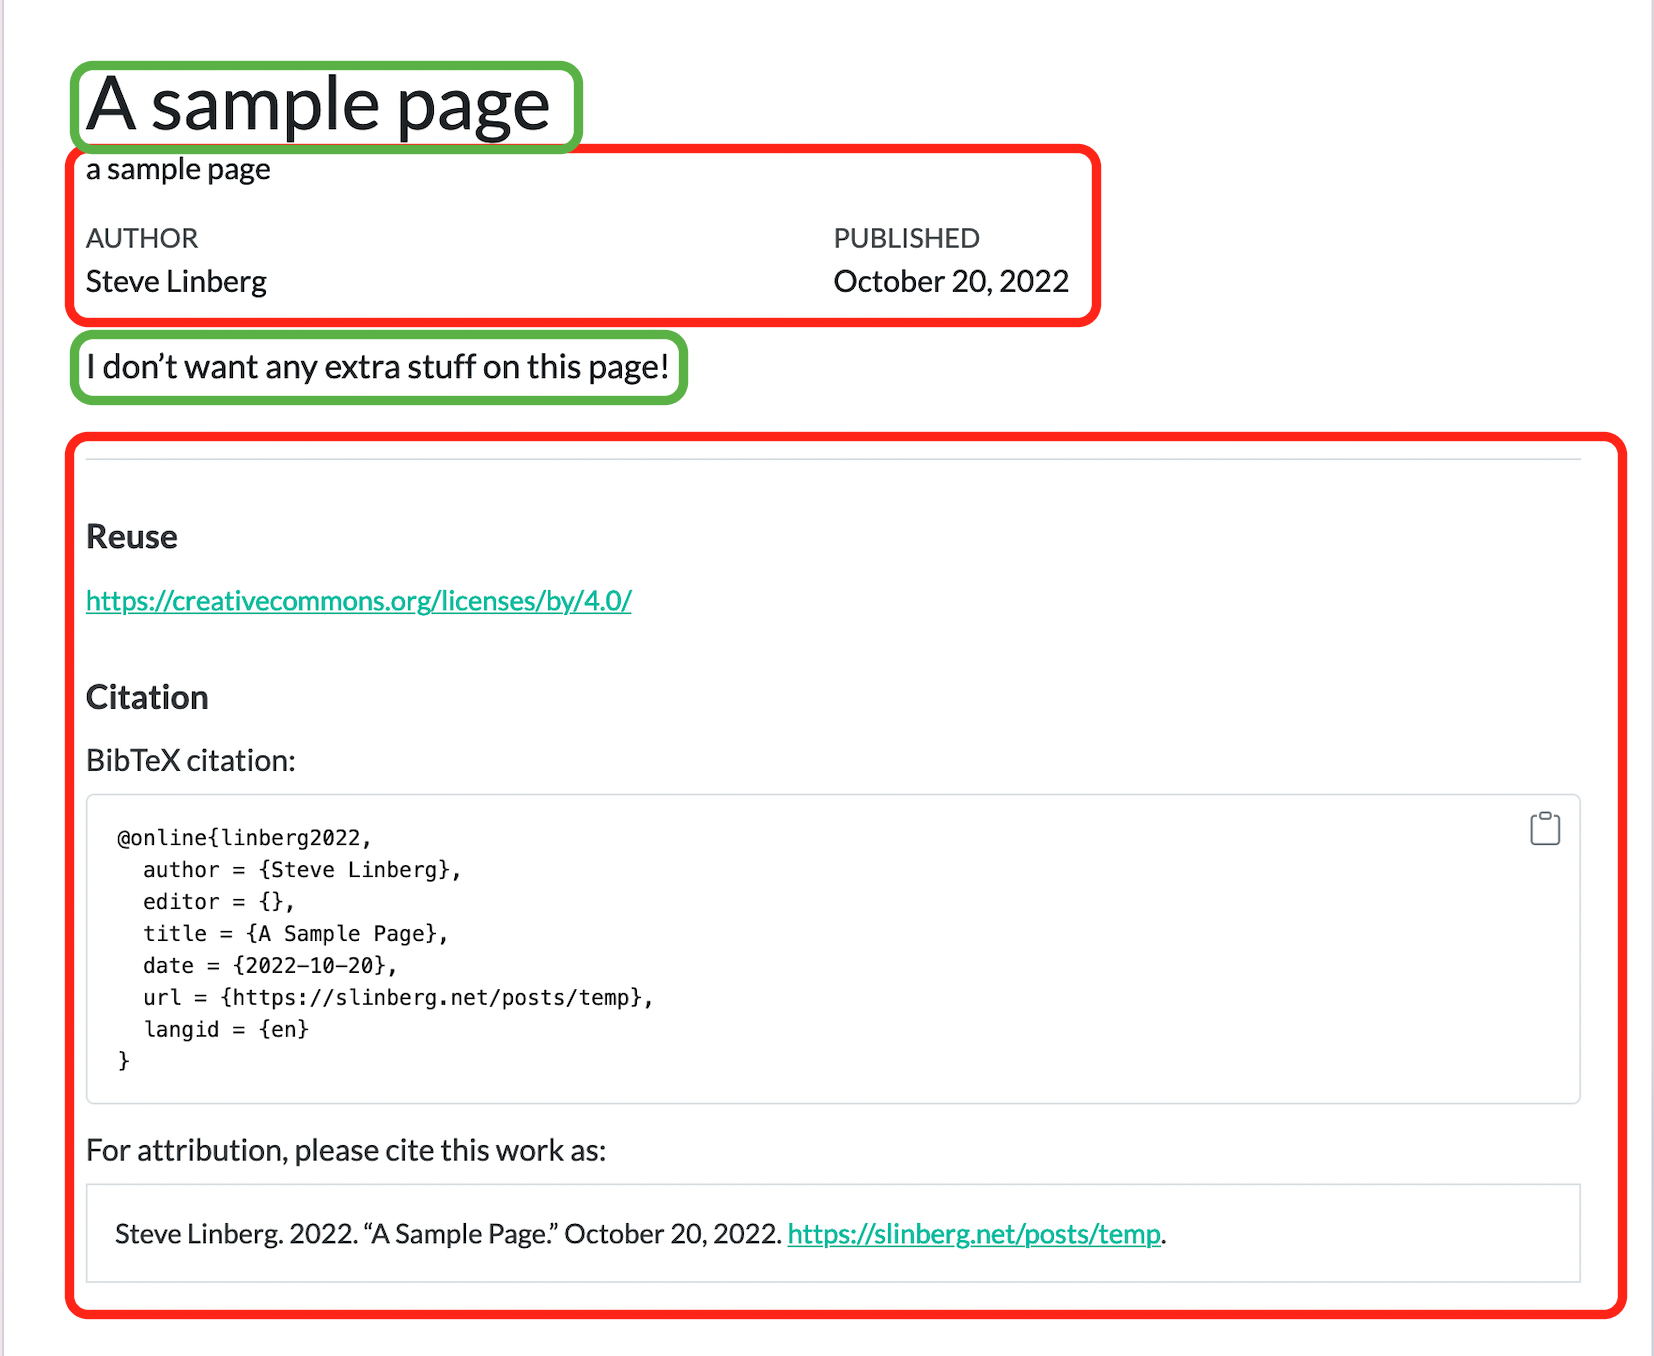 A sample page
a sample page
AUTHOR
PUBLISHED
Steve Linberg
October 20, 2022
I don’t want any extra stuff on this page!
Reuse
https://creativecommons.org/licenses/by/4.0/
Citation
BibTeX citation:
@online{linberg2022,
  author = {Steve Linberg},
  editor = {},
  title = {A Sample Page},
  date = {2022-10-20},
  url = {https://slinberg.net/posts/temp},
  langid = {en}
}
For attribution, please cite this work as:
Steve Linberg. 2022. “A Sample Page.” October 20, 2022. https://slinberg.net/posts/temp.